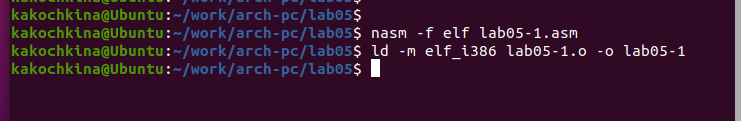 kakochkina@Ubuntu:~/work/arch-pc/lab05$
kakochkina@Ubuntu:~/work/arch-pc/lab05$ nasm -f elf lab05-1.asm
kakochkina@Ubuntu:~/work/arch-pc/lab05$ ld -m elf_i386 lab05-1.o -o lab05-1
kakochkina@Ubuntu:~/work/arch-pc/lab05$